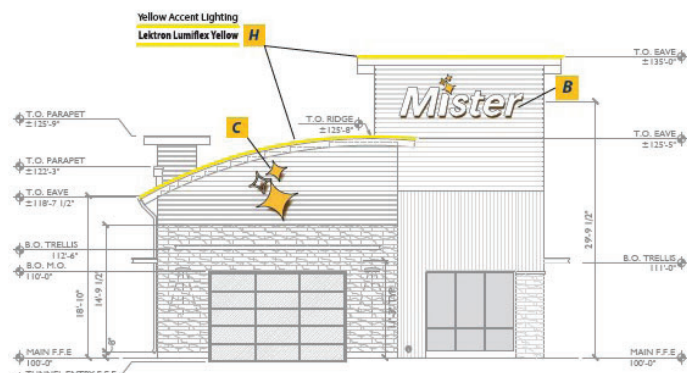 Yellow Accent Lighting
Lektron Lumiflex Yellow H
T.O. EAVE
±135'-0"
Mister
B
C
T.O. RIDGE
±125'-8"
T.O. PARAPET
±125'-9"
T.O. EAVE
±125'-5"
T.O. PARAPET
±122'-3"
T.O. EAVE
±118'-7 1/2"
29'-9 1/2"
B.O. TRELLIS
112'-6"
B.O. M.O.
110'-0"
B.O. TRELLIS
111'-0"
18'-10"
14'-9 1/2"
MAIN F.F.E
100'-0"
MAIN F.F.E
100'-0"
TUNNEL ENTRY F.F.E